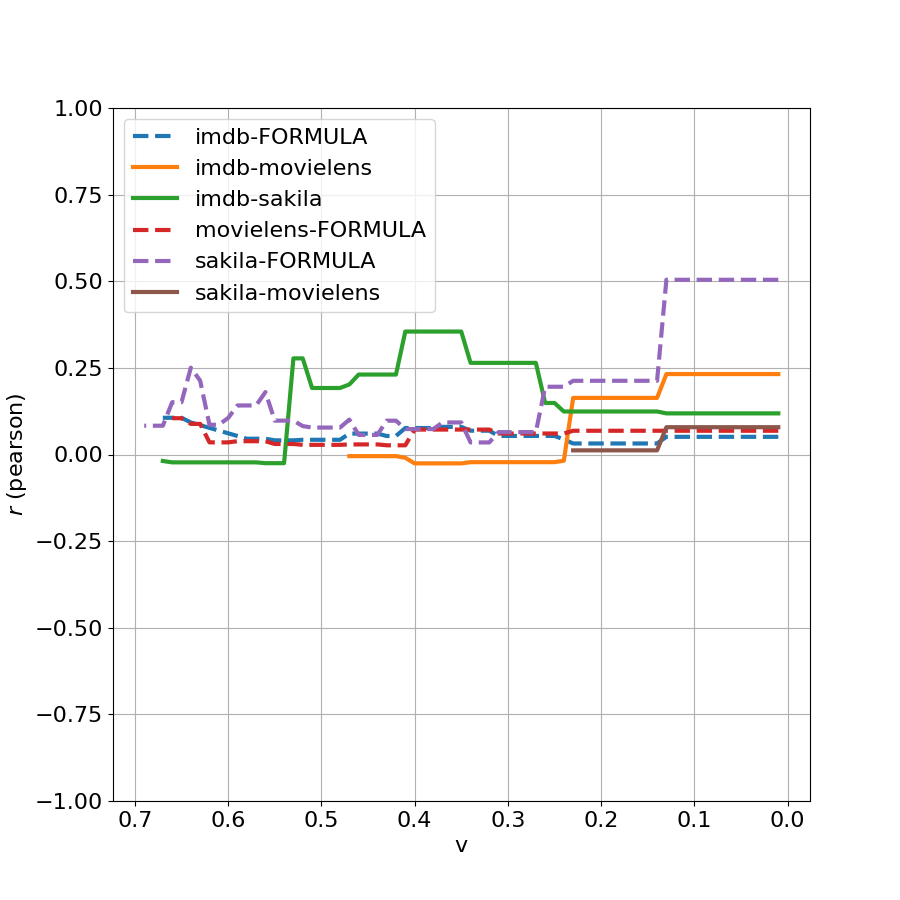 1.00
0.75
0.50
0.25
0.00
−0.25
−0.50
−0.75
−1.00
r (pearson)
imdb-FORMULA
imdb-movielens
imdb-sakila
movielens-FORMULA
sakila-FORMULA
sakila-movielens
0.7 0.6 0.5 0.4 0.3 0.2 0.1 0.0
v